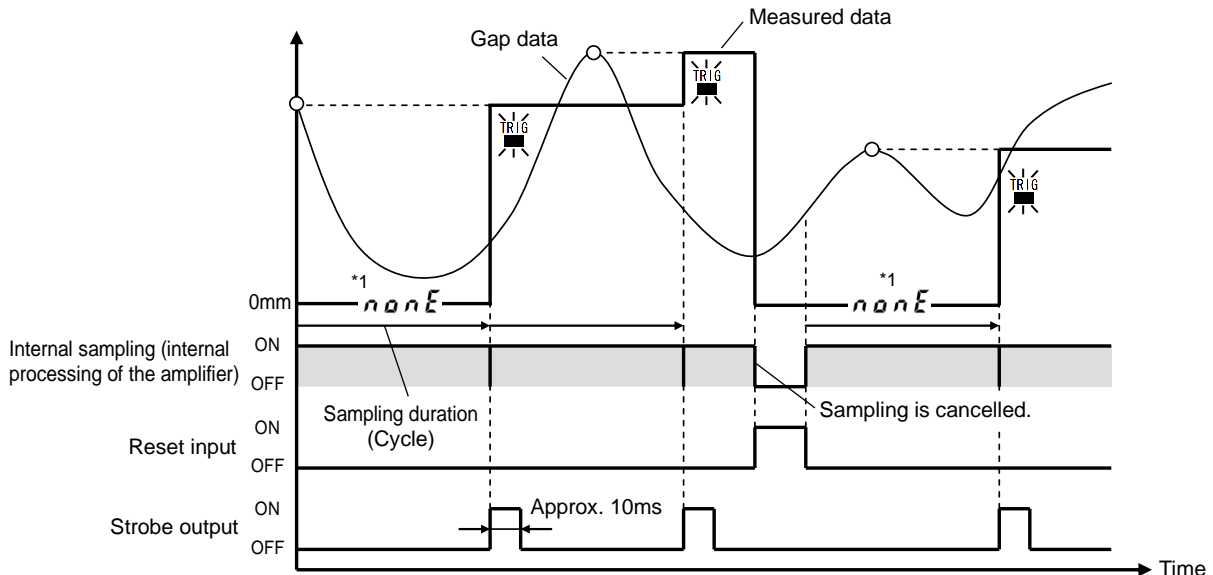 Measured data
Gap data
TRIG
TRIG
TRIG
*1
nonE
*1
nonE
0mm
Internal sampling (internal
processing of the amplifier)
ON
OFF
Sampling duration
(Cycle)
Sampling is cancelled.
Reset input
ON
OFF
Strobe output
ON
OFF
Approx. 10ms
Time